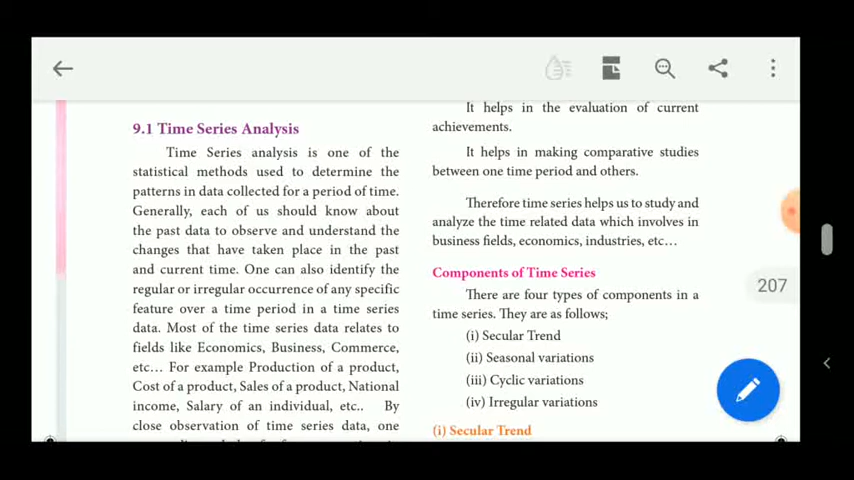 9.1 Time Series Analysis
Time Series analysis is one of the
statistical methods used to determine the
patterns in data collected for a period of time.
Generally, each of us should know about
the past data to observe and understand the
changes that have taken place in the past
and current time. One can also identify the
regular or irregular occurrence of any specific
feature over a time period in a time series
data. Most of the time series data relates to
fields like Economics, Business, Commerce,
etc… For example Production of a product,
Cost of a product, Sales of a product, National
income, Salary of an individual, etc.. By
close observation of time series data, one
It helps in the evaluation of current
achievements.
It helps in making comparative studies
between one time period and others.
Therefore time series helps us to study and
analyze the time related data which involves in
business fields, economics, industries, etc…
Components of Time Series
There are four types of components in a
time series. They are as follows;
(i) Secular Trend
(ii) Seasonal variations
(iii) Cyclic variations
(iv) Irregular variations
(i) Secular Trend
207